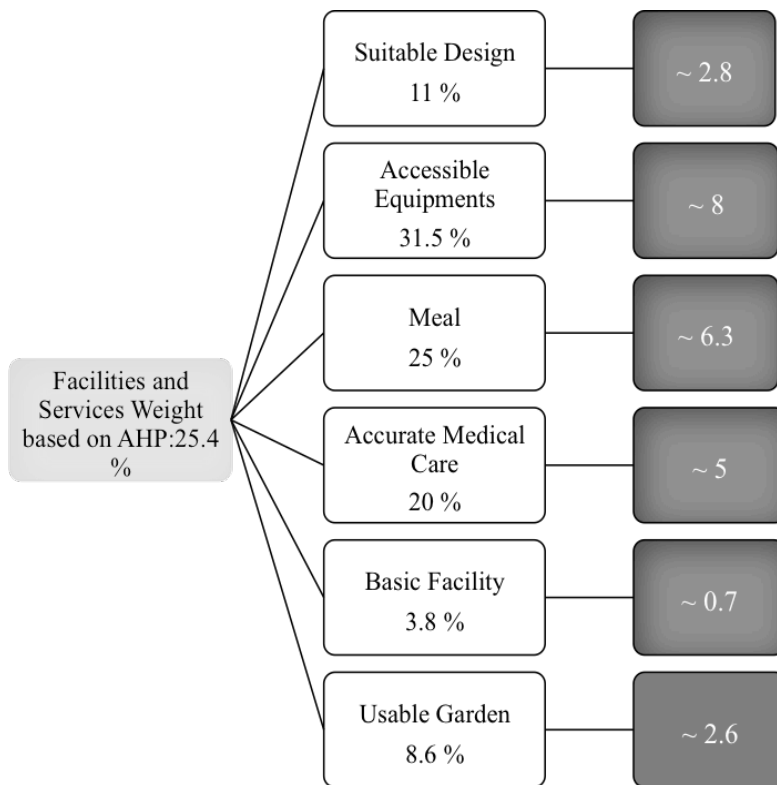 Suitable Design
11 %
~ 2.8
Accessible
Equipments
31.5 %
~ 8
Meal
25 %
~ 6.3
Facilities and
Services Weight
based on AHP:25.4
%
Accurate Medical
Care
20 %
~ 5
Basic Facility
3.8 %
~ 0.7
Usable Garden
8.6 %
~ 2.6